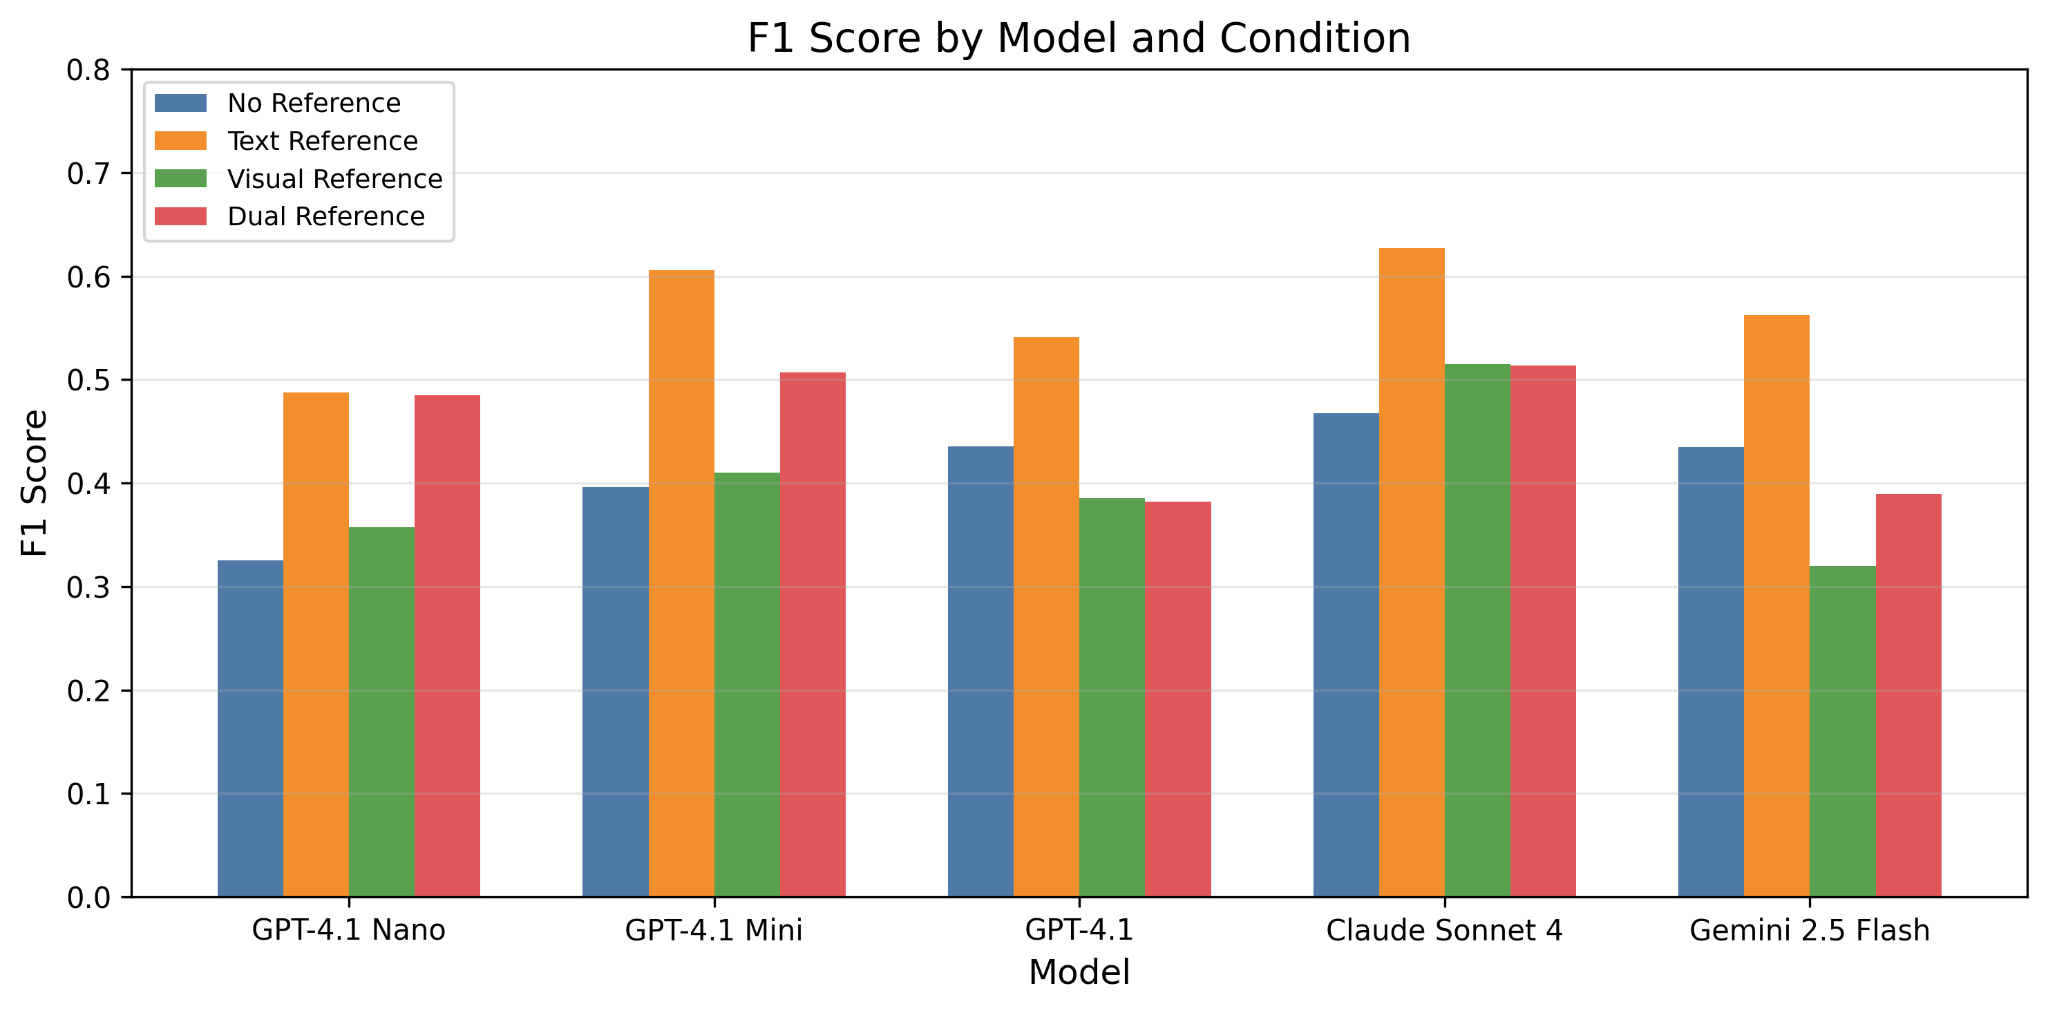 F1 Score by Model and Condition
No Reference
Text Reference
Visual Reference
Dual Reference
F1 Score
0.8
0.7
0.6
0.5
0.4
0.3
0.2
0.1
0.0
GPT-4.1 Nano
GPT-4.1 Mini
GPT-4.1
Claude Sonnet 4
Gemini 2.5 Flash
Model